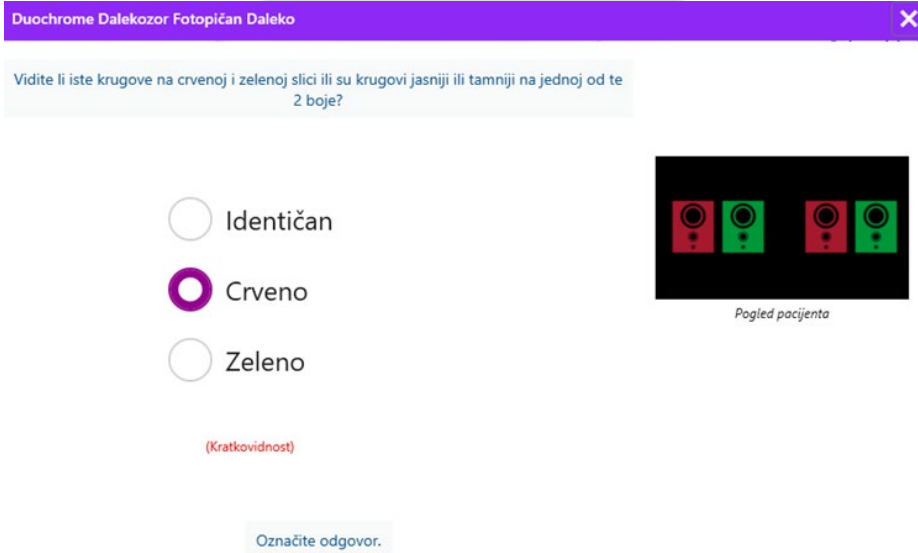 Duochrome Dalekozor Fotopičan Daleko
Vidite li iste krugove na crvenoj i zelenoj slici ili su krugovi jasniji ili tamniji na jednoj od te
2 boje?
Identičan
Crveno
Zeleno
(Kratkovidnost)
Označite odgovor.
Pogled pacijenta